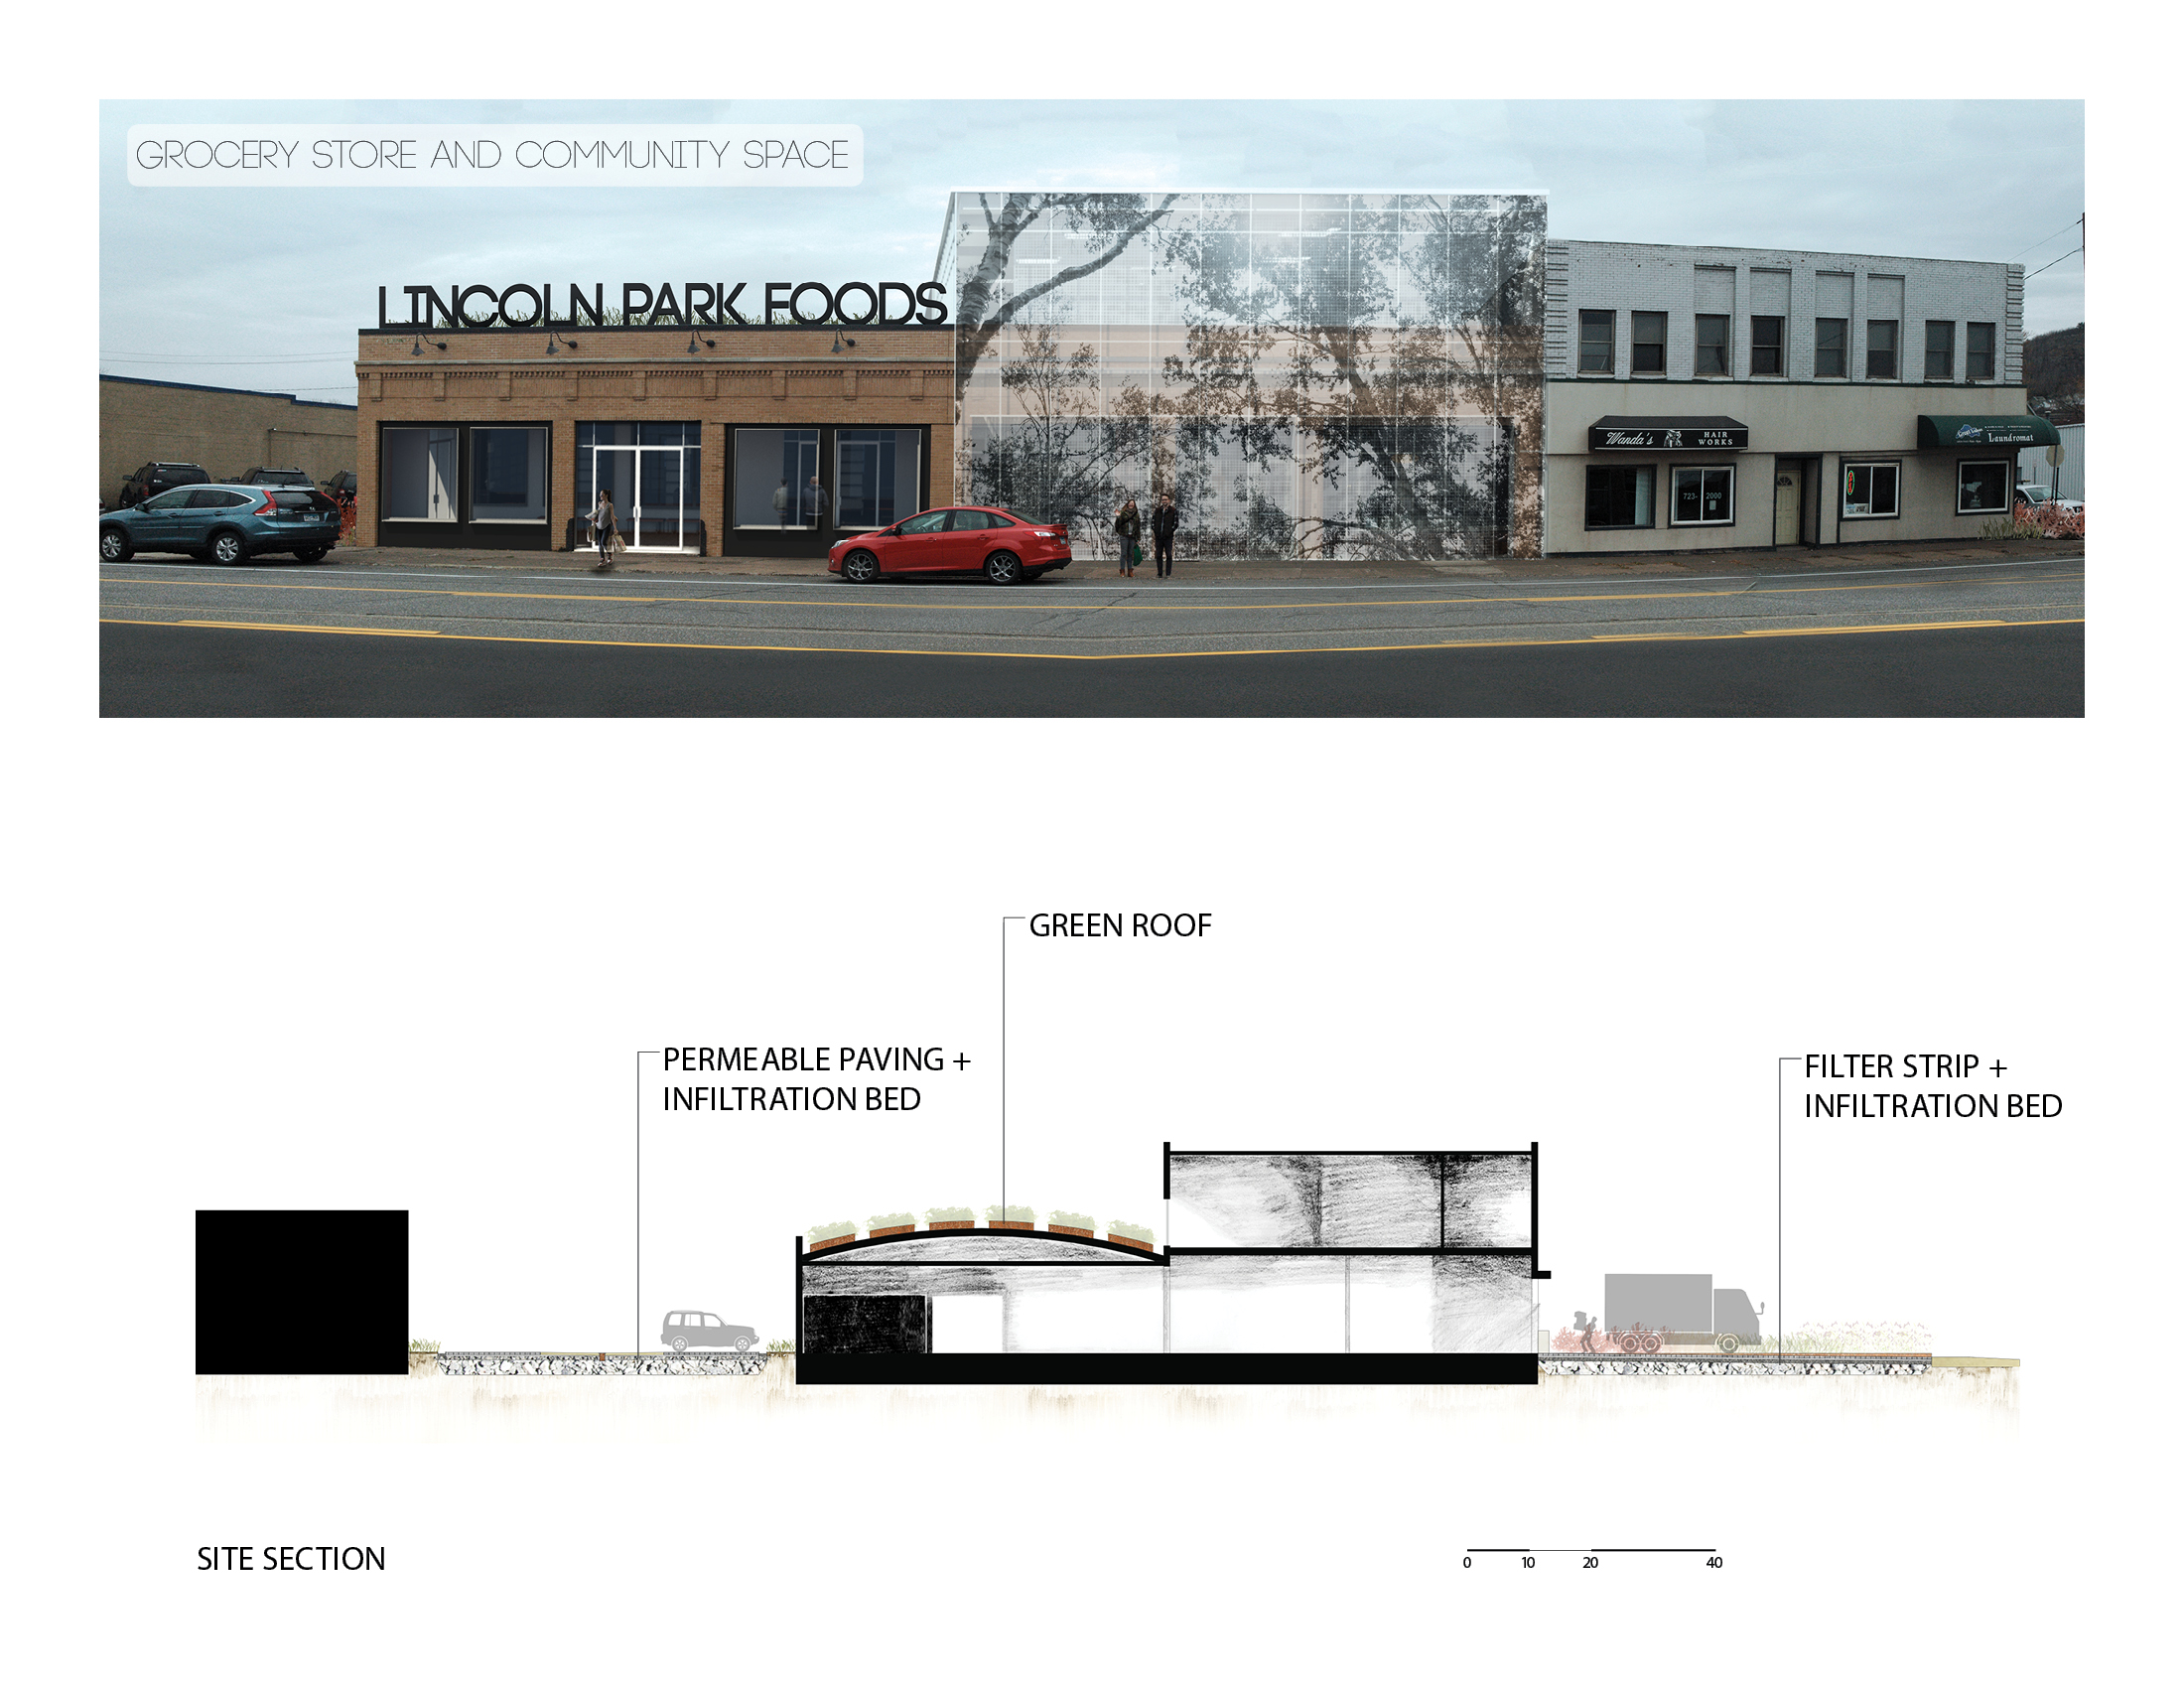 GROCERY STORE AND COMMUNITY SPACE
LINCOLN PARK FOODS
Wanda's HAIR
WORKS
Laundromat
723- 2000
GREEN ROOF
PERMEABLE PAVING +
INFILTRATION BED
FILTER STRIP +
INFILTRATION BED
SITE SECTION
0 10 20 40